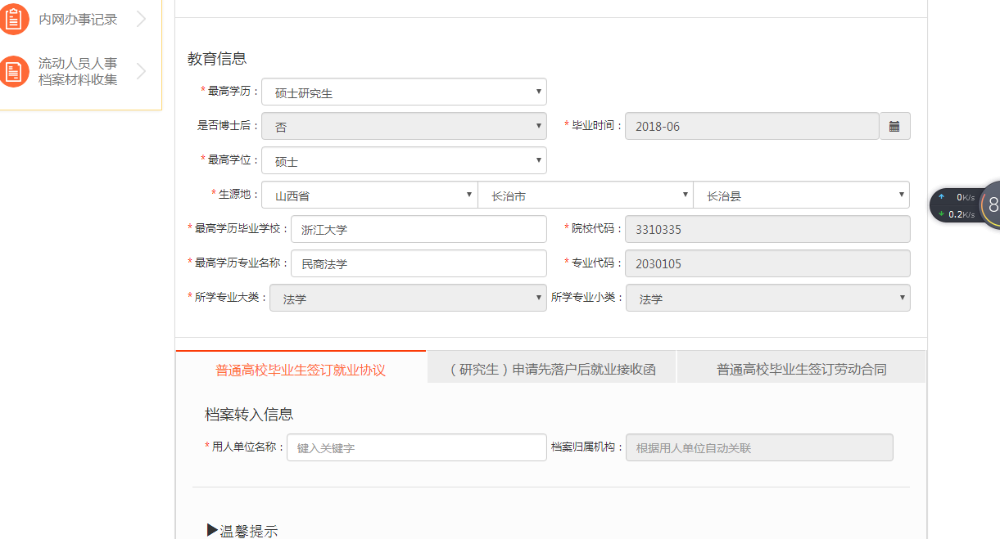 内网办事记录
流动人员人事
档案材料收集
教育信息
* 最高学历： 硕士研究生
是否博士后： 否 * 毕业时间： 2018-06
* 最高学位： 硕士
* 生源地： 山西省 长治市 长治县
* 最高学历毕业学校： 浙江大学 * 院校代码： 3310335
* 最高学历专业名称： 民商法学 * 专业代码： 2030105
* 所学专业大类： 法学 所学专业小类： 法学
普通高校毕业生签订就业协议 （研究生）申请先落户后就业接收函 普通高校毕业生签订劳动合同
档案转入信息
* 用人单位名称： 键入关键字 档案归属机构： 根据用人单位自动关联
▶温馨提示
0K/s
0.2K/s
8